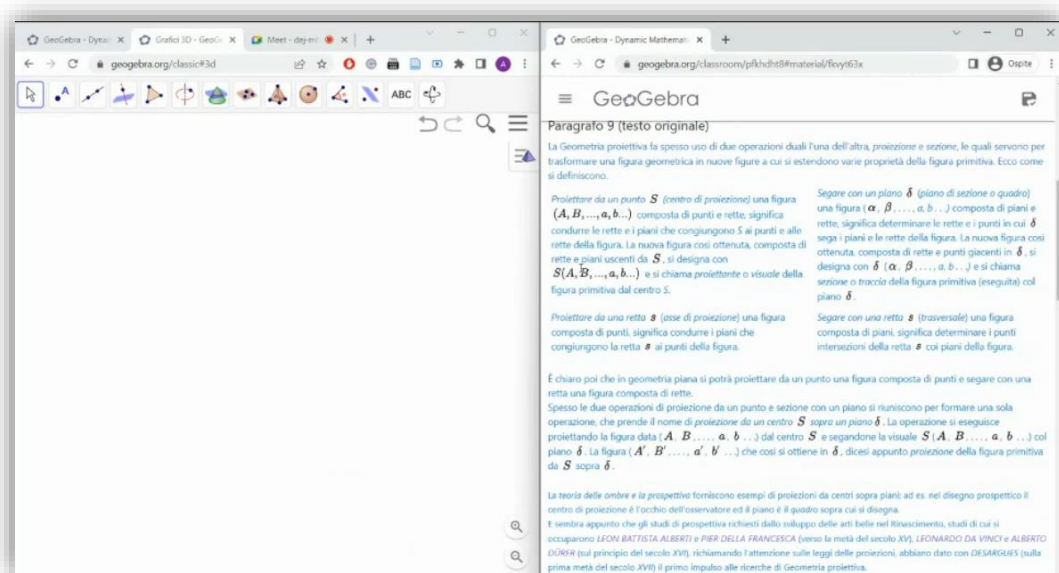 GeoGebra - Dynam
Grafici 3D - GeoGe
Meet - dej-mi
geogebra.org/classic#3d
ABC
GeoGebra - Dynamic Mathemat
geogebra.org/classroom/pfkhdht8#material/fkvyt63x
Ospite
GeoGebra
Paragrafo 9 (testo originale)
La Geometria proiettiva fa spesso uso di due operazioni duali l'una dell'altra, proiezione e sezione, le quali servono per
trasformare una figura geometrica in nuove figure a cui si estendono varie proprietà della figura primitiva. Ecco come
si definiscono.
Proiettare da un punto S (centro di proiezione) una figura
(A, B, ..., a, b...) composta di punti e rette, significa
condurre le rette e i piani che congiungono S ai punti e alle
rette della figura. La nuova figura così ottenuta, composta di
rette e piani uscenti da S, si designa con
S(A, B, ..., a, b...) e si chiama proiettante o visuale della
figura primitiva dal centro S.
Segare con un piano δ (piano di sezione o quadro)
una figura (α, β, ..., a, b ...) composta di piani e
rette, significa determinare le rette e i punti in cui δ
sega i piani e le rette della figura. La nuova figura così
ottenuta, composta di rette e punti giacenti in δ, si
designa con δ (α, β, ..., a, b ...) e si chiama
sezione o traccia della figura primitiva (eseguita) col
piano δ.
Proiettare da una retta s (asse di proiezione) una figura
composta di punti, significa condurre i piani che
congiungono la retta s ai punti della figura.
Segare con una retta s (trasversale) una figura
composta di piani, significa determinare i punti
intersezioni della retta s coi piani della figura.
È chiaro poi che in geometria piana si potrà proiettare da un punto una figura composta di punti e segare con una
retta una figura composta di rette.
Spesso le due operazioni di proiezione da un punto e sezione con un piano si riuniscono per formare una sola
operazione, che prende il nome di proiezione da un centro S sopra un piano δ. La operazione si eseguisce
proiettando la figura data (A, B, ..., a, b ...) dal centro S e segandone la visuale S (A, B, ..., a, b ...) col
piano δ. La figura (A', B', ..., a', b' ...) che così si ottiene in δ, dicesi appunto proiezione della figura primitiva
da S sopra δ.
La teoria delle ombre e la prospettiva forniscono esempi di proiezioni da centri sopra piani: ad es. nel disegno prospettico il
centro di proiezione è l'occhio dell'osservatore ed il piano è il quadro sopra cui si disegna.
E sembra appunto che gli studi di prospettiva richiesti dallo sviluppo delle arti belle nel Rinascimento, studi di cui si
occuparono LEON BATTISTA ALBERTI e PIER DELLA FRANCESCA (verso la metà del secolo XV), LEONARDO DA VINCI e ALBERTO
DÜRER (sul principio del secolo XVI), richiamando l'attenzione sulle leggi delle proiezioni, abbiano dato con DESARGUES (sulla
prima metà del secolo XVII) il primo impulso alle ricerche di Geometria proiettiva.